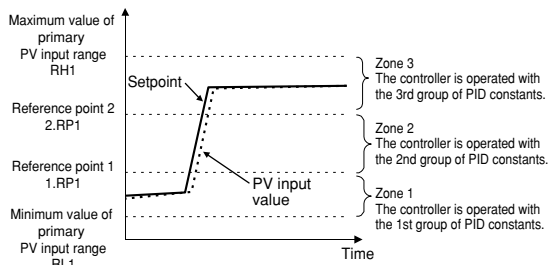 Maximum value of
primary
PV input range
RH1
Setpoint
Reference point 2
2.RP1
Reference point 1
1.RP1
PV input
value
Minimum value of
primary
PV input range
RL1
Time
Zone 3
The controller is operated with
the 3rd group of PID constants.
Zone 2
The controller is operated with
the 2nd group of PID constants.
Zone 1
The controller is operated with
the 1st group of PID constants.